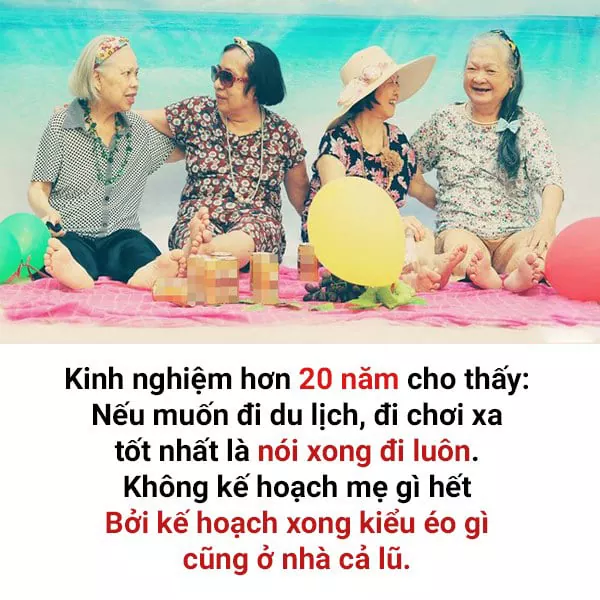 Kinh nghiệm hơn 20 năm cho thấy:
Nếu muốn đi du lịch, đi chơi xa
tốt nhất là nói xong đi luôn.
Không kế hoạch mẹ gì hết
Bởi kế hoạch xong kiểu éo gì
cũng ở nhà cả lũ.